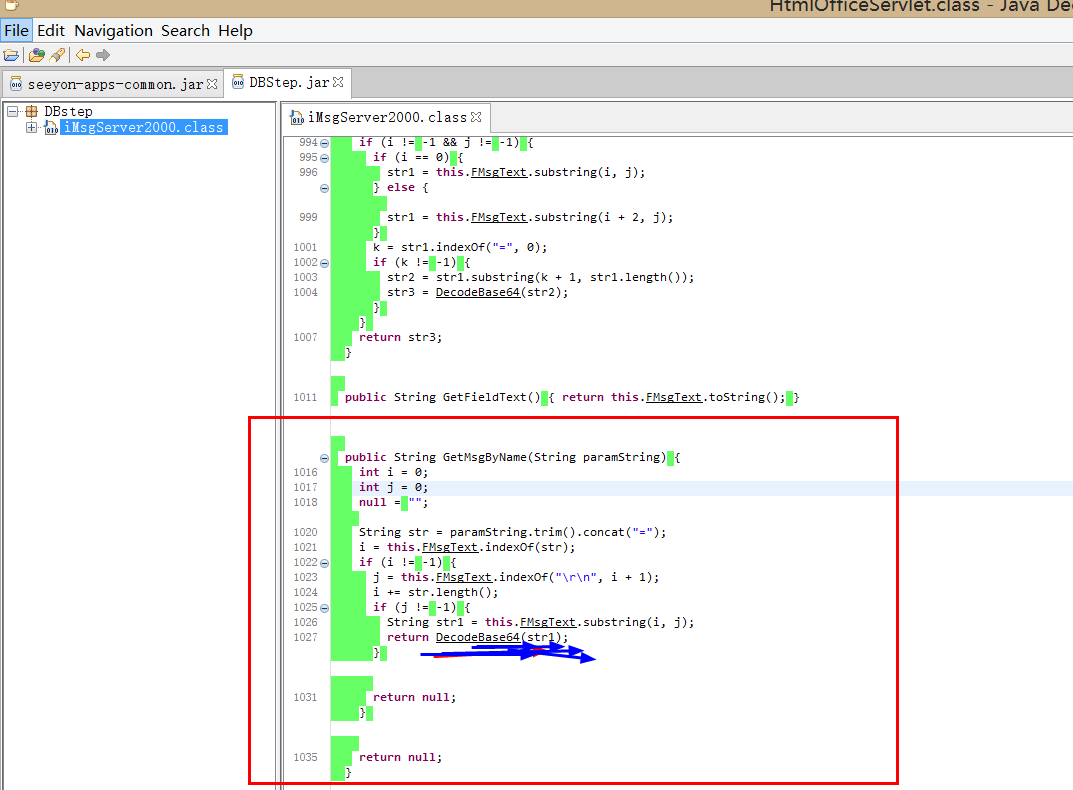 HtmlOfficeServlet.class - Java De
File Edit Navigation Search Help
seeyon-apps-common.jar DBStep.jar
DBstep
iMsgServer2000.class
iMsgServer2000.class
994 if (i != -1 && j != -1) {
995 if (i == 0) {
996 str1 = this.FMsgText.substring(i, j);
} else {
999 str1 = this.FMsgText.substring(i + 2, j);
}
1001 k = str1.indexOf("=", 0);
1002 if (k != -1) {
1003 str2 = str1.substring(k + 1, str1.length());
1004 str3 = DecodeBase64(str2);
}
}
1007 return str3;
}
1011 public String GetFieldText() { return this.FMsgText.toString(); }
public String GetMsgByName(String paramString) {
1016 int i = 0;
1017 int j = 0;
1018 null = "";
1020 String str = paramString.trim().concat("=");
1021 i = this.FMsgText.indexOf(str);
1022 if (i != -1) {
1023 j = this.FMsgText.indexOf("\r\n", i + 1);
1024 i += str.length();
1025 if (j != -1) {
1026 String str1 = this.FMsgText.substring(i, j);
1027 return DecodeBase64(str1);
}
1031 return null;
}
1035 return null;
}